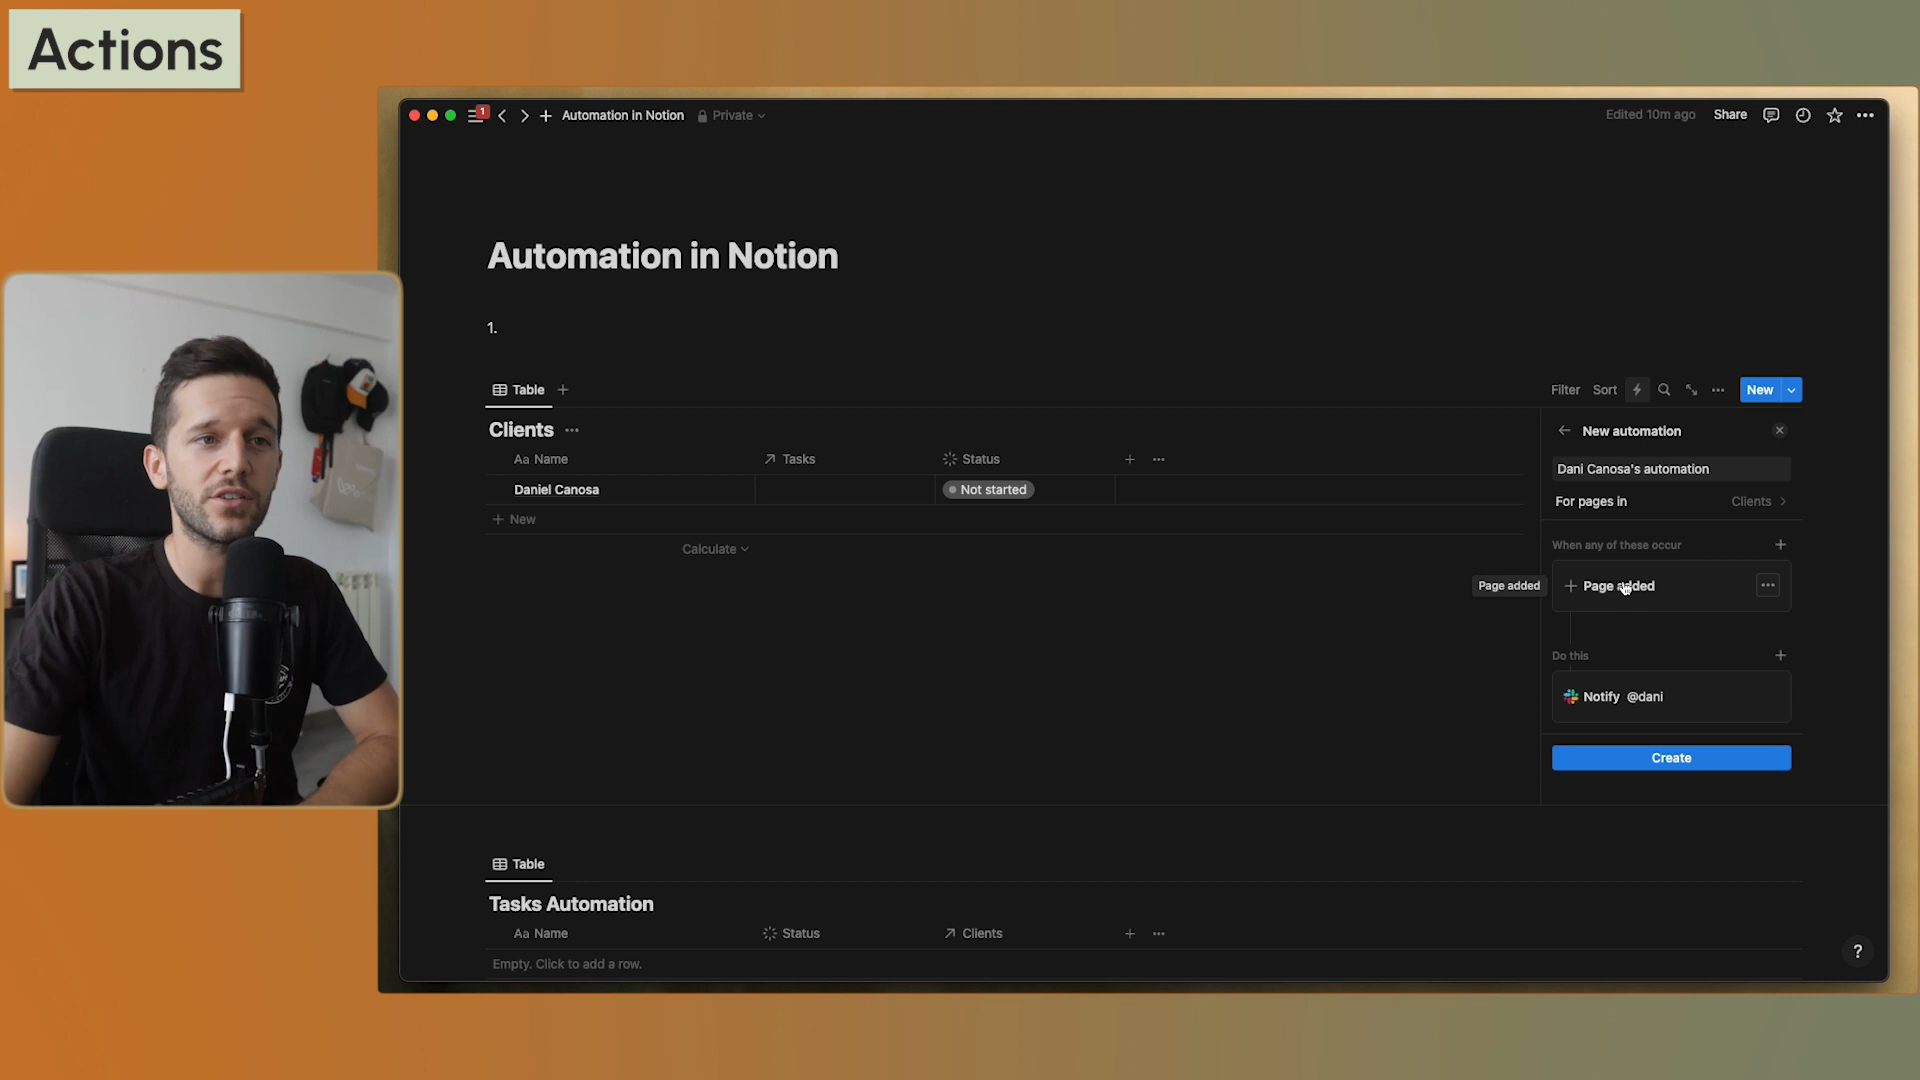 Actions
1
Automation in Notion
Private
Edited 10m ago
Share
Automation in Notion
1.
Table
Filter
Sort
New
Clients
New automation
Aa Name
Tasks
Status
Dani Canosa's automation
Daniel Canosa
Not started
For pages in
Clients
New
Calculate
When any of these occur
Page added
Page added
Do this
Notify @dani
Create
Table
Tasks Automation
Aa Name
Status
Clients
Empty. Click to add a row.
?